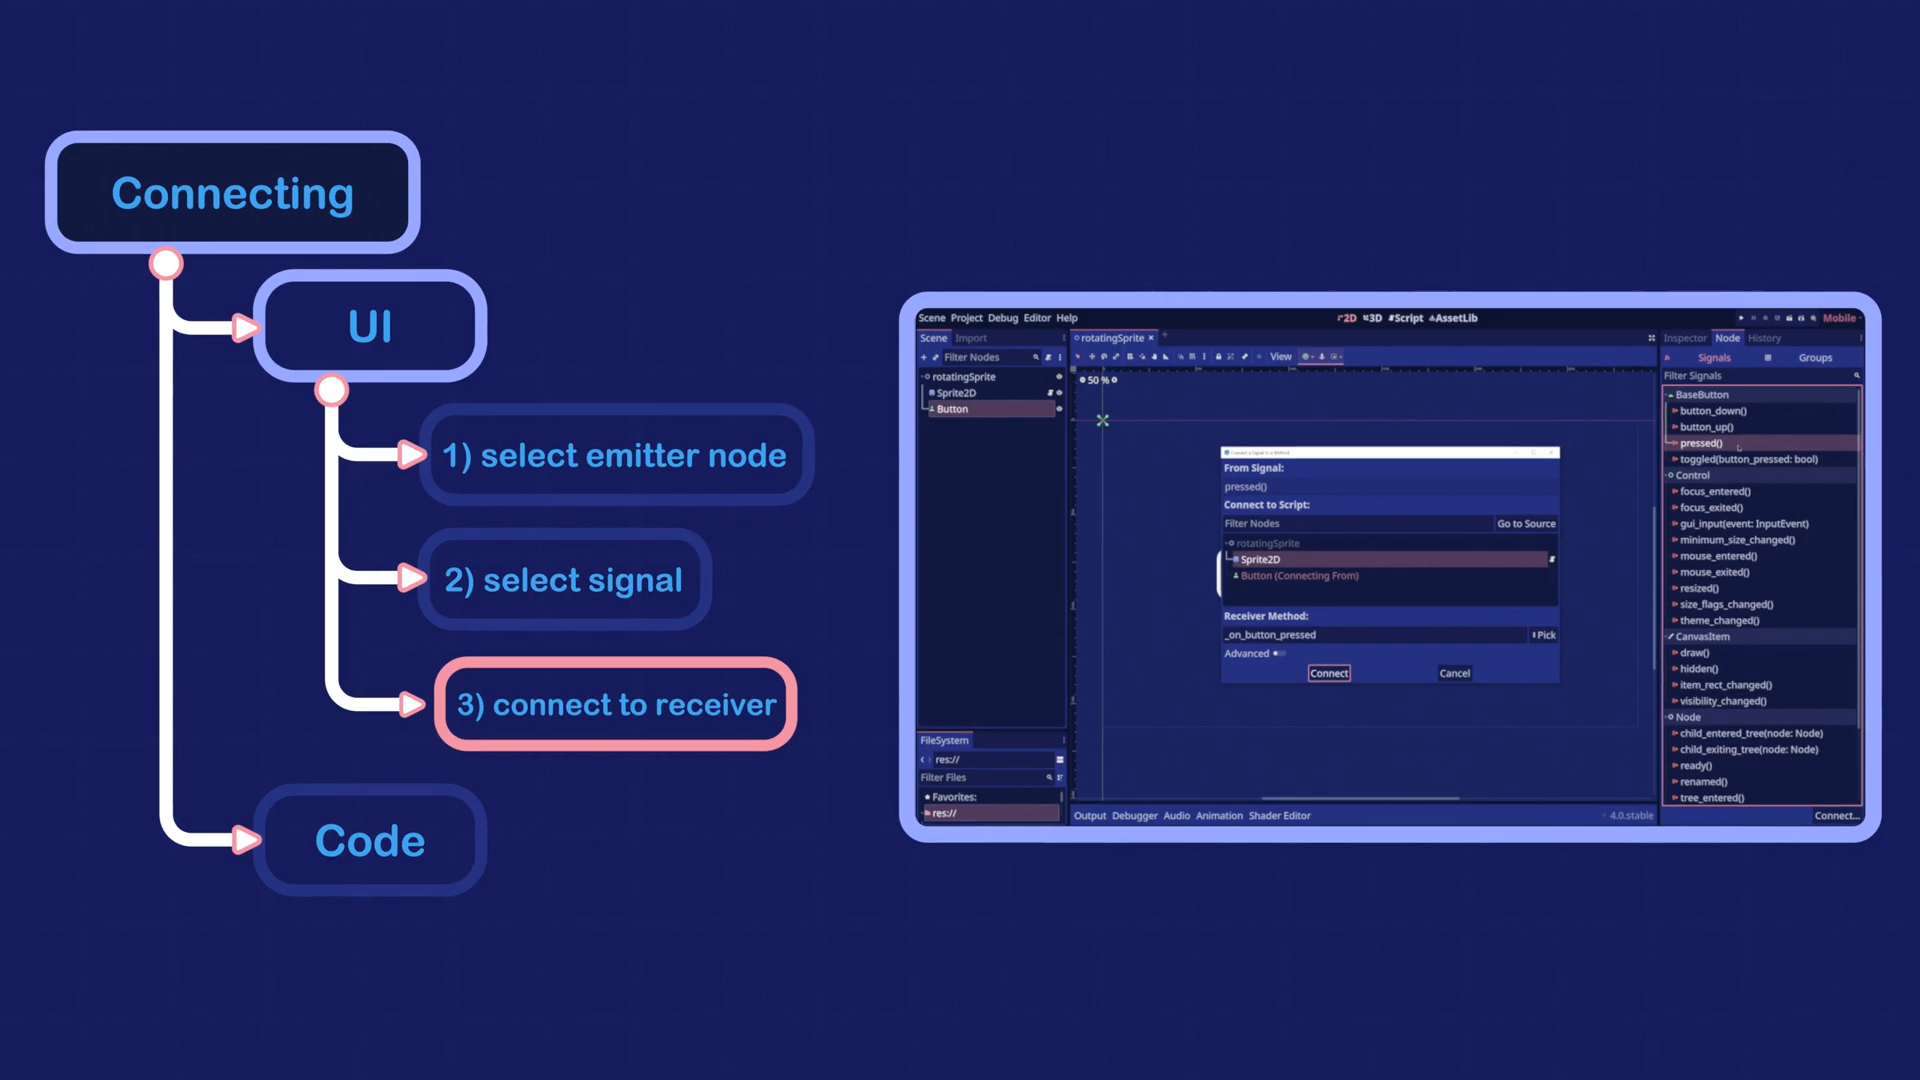 Connecting
UI
1) select emitter node
2) select signal
3) connect to receiver
Code
Scene Project Debug Editor Help
2D 3D Script AssetLib
Mobile
Scene Import
Filter Nodes
rotatingSprite
Sprite2D
Button
FileSystem
res://
Filter Files
Favorites:
res://
rotatingSprite
View
50 %
From Signal:
pressed()
Connect to Script:
Filter Nodes Go to Source
rotatingSprite
Sprite2D
Button (Connecting From)
Receiver Method:
_on_button_pressed Pick
Advanced
Connect Cancel
Output Debugger Audio Animation Shader Editor
4.0.stable
Inspector Node History
Signals Groups
Filter Signals
BaseButton
button_down()
button_up()
pressed()
toggled(button_pressed: bool)
Control
focus_entered()
focus_exited()
gui_input(event: InputEvent)
minimum_size_changed()
mouse_entered()
mouse_exited()
resized()
size_flags_changed()
theme_changed()
CanvasItem
draw()
hidden()
item_rect_changed()
visibility_changed()
Node
child_entered_tree(node: Node)
child_exiting_tree(node: Node)
ready()
renamed()
tree_entered()
Connect...